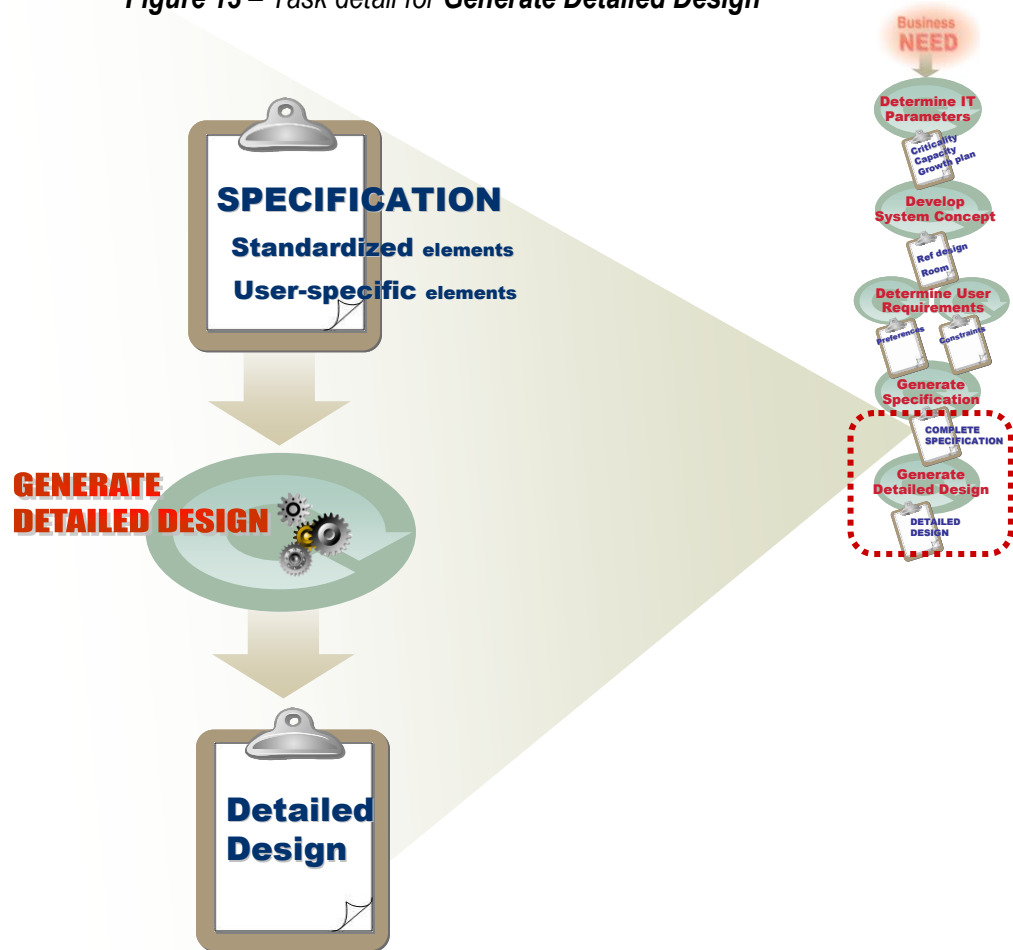 Figure 15 – Task detail for Generate Detailed Design
SPECIFICATION
Standardized elements
User-specific elements
GENERATE
DETAILED DESIGN
Detailed
Design
Business
NEED
Determine IT
Parameters
Criticality
Capacity
Growth plan
Develop
System Concept
Ref design
Room
Determine User
Requirements
Preferences
Constraints
Generate
Specification
COMPLETE
SPECIFICATION
Generate
Detailed Design
DETAILED
DESIGN